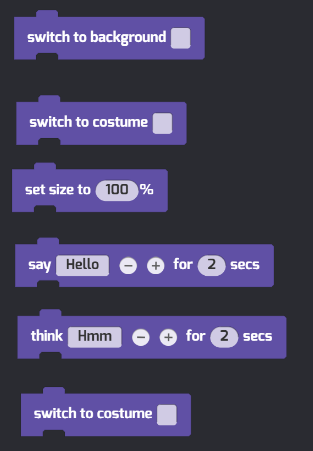 switch to background
switch to costume
set size to 100 %
say Hello − + for 2 secs
think Hmm − + for 2 secs
switch to costume